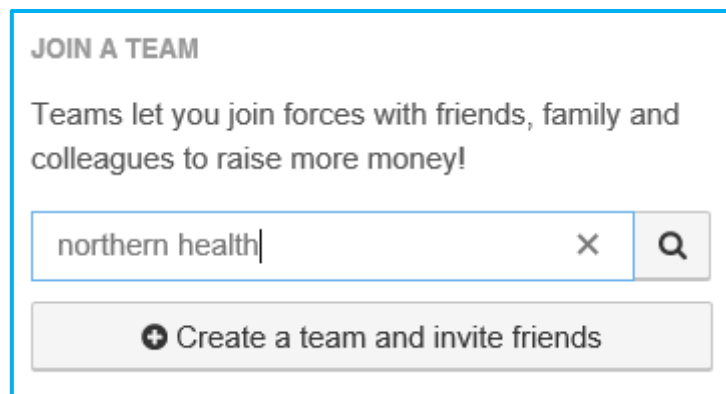 JOIN A TEAM
Teams let you join forces with friends, family and
colleagues to raise more money!
northern health
Create a team and invite friends